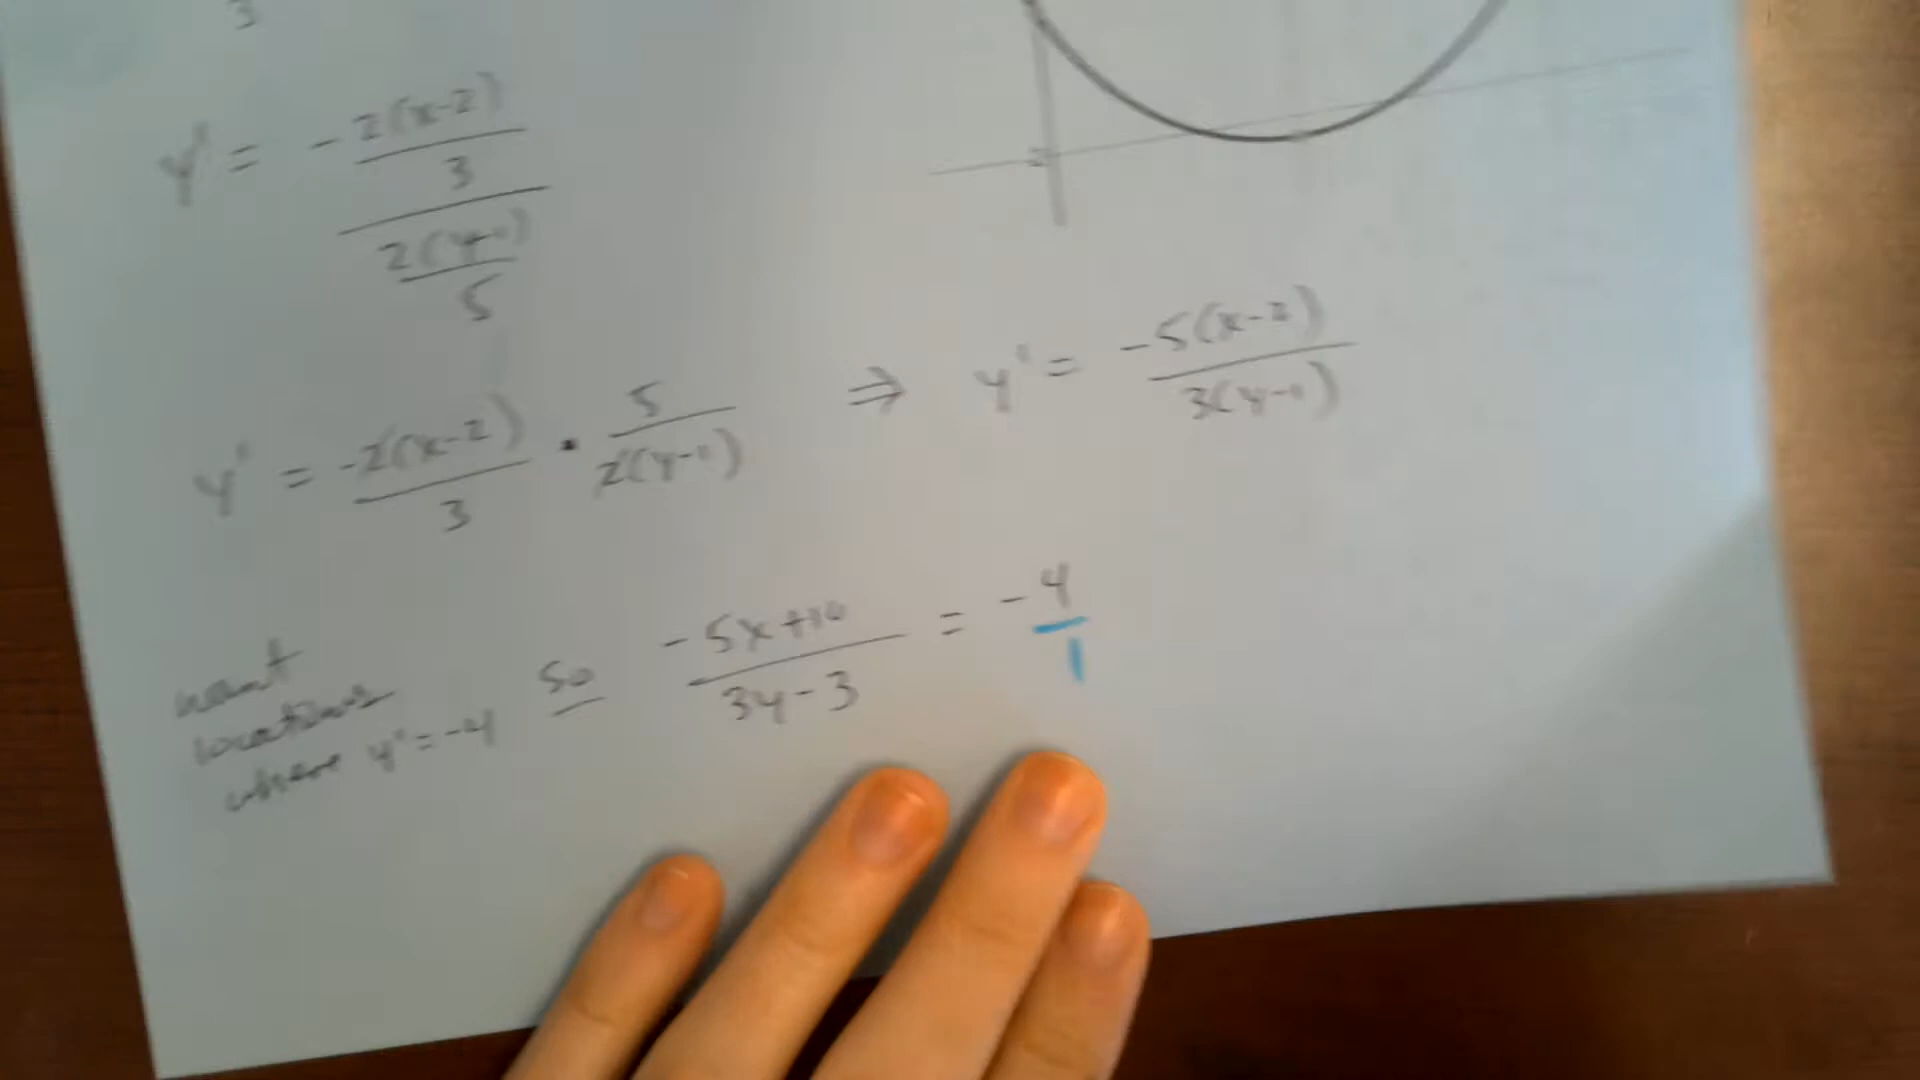 3
y' = - 2(x-2)
3
2(y-1)
5
y' = -2(x-2)/3 · 5/2(y-1) ⇒ y' = -5(x-2)/3(y-1)
want
locations
where y'=-4 so -5x+10/3y-3 = -4/1